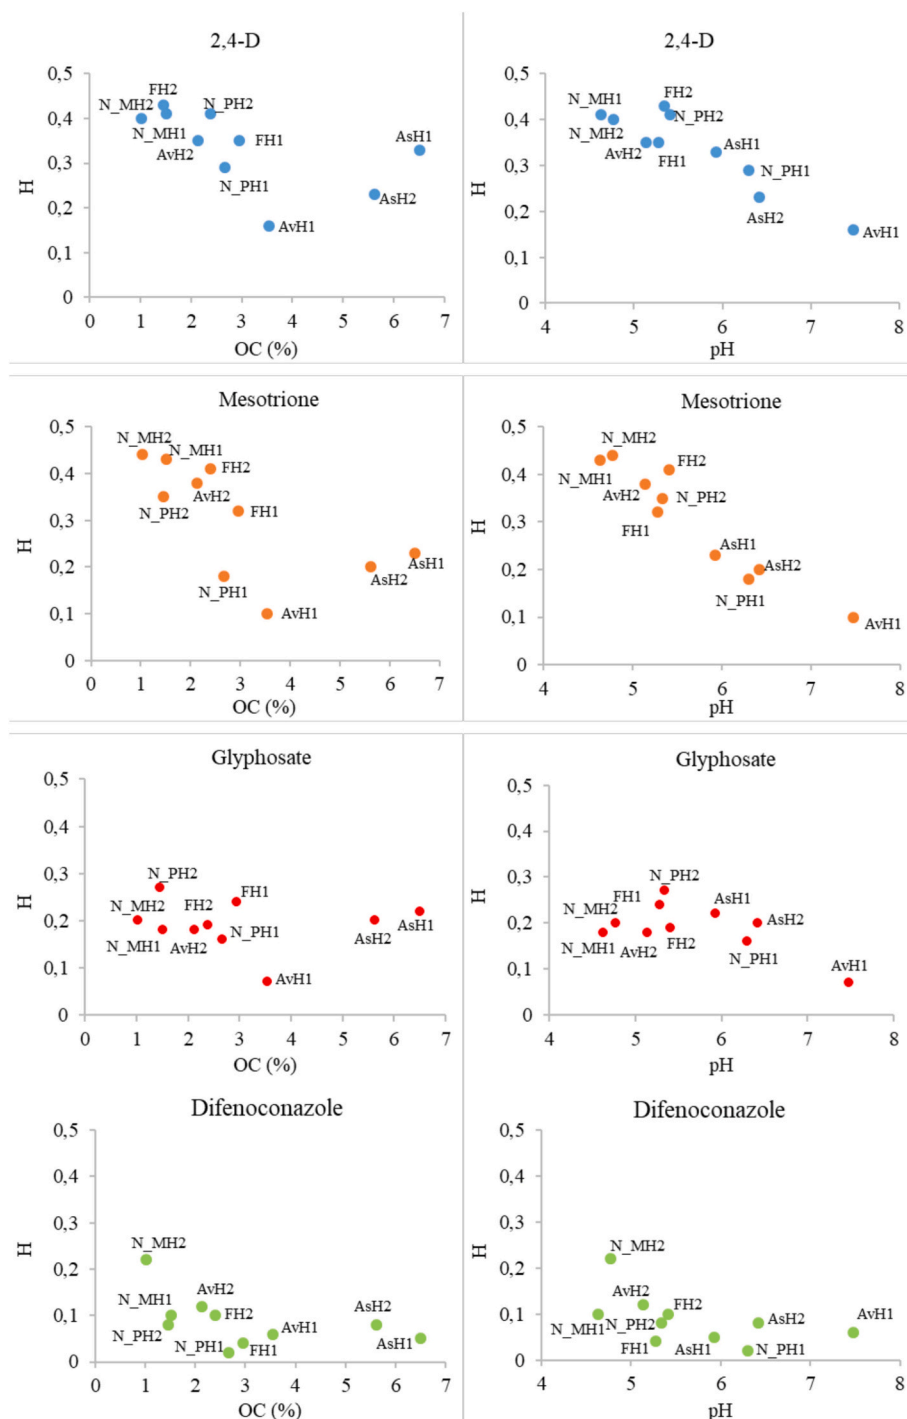 2,4-D
0,5
0,4
0,3
0,2
0,1
0
H
FH2
N_MH2
N_PH2
N_MH1
AvH2
FH1
AsH1
N_PH1
AsH2
AvH1
0 1 2 3 4 5 6 7
OC (%)
2,4-D
0,5
0,4
0,3
0,2
0,1
0
H
N_MH1
FH2
N_PH2
N_MH2
AvH2
FH1
AsH1
N_PH1
AsH2
AvH1
4 5 6 7 8
pH
Mesotrione
0,5
0,4
0,3
0,2
0,1
0
H
N_MH2
N_MH1
FH2
AvH2
N_PH2
FH1
AsH1
AsH2
N_PH1
AvH1
0 1 2 3 4 5 6 7
OC (%)
Mesotrione
0,5
0,4
0,3
0,2
0,1
0
H
N_MH2
FH2
N_MH1
AvH2
N_PH2
FH1
AsH1
AsH2
N_PH1
AvH1
4 5 6 7 8
pH
Glyphosate
0,5
0,4
0,3
0,2
0,1
0
H
N_PH2
FH1
N_MH2
FH2
N_PH1
N_MH1
AvH2
AsH2
AsH1
AvH1
0 1 2 3 4 5 6 7
OC (%)
Glyphosate
0,5
0,4
0,3
0,2
0,1
0
H
N_PH2
FH1
N_MH2
AsH1
AsH2
N_MH1
AvH2
FH2
N_PH1
AvH1
4 5 6 7 8
pH
Difenoconazole
0,5
0,4
0,3
0,2
0,1
0
H
N_MH2
AvH2
N_MH1
FH2
AsH2
AvH1
N_PH2
N_PH1
FH1
AsH1
0 1 2 3 4 5 6 7
OC (%)
Difenoconazole
0,5
0,4
0,3
0,2
0,1
0
H
N_MH2
AvH2
FH2
AsH2
AvH1
N_MH1
N_PH2
FH1
AsH1
N_PH1
4 5 6 7 8
pH